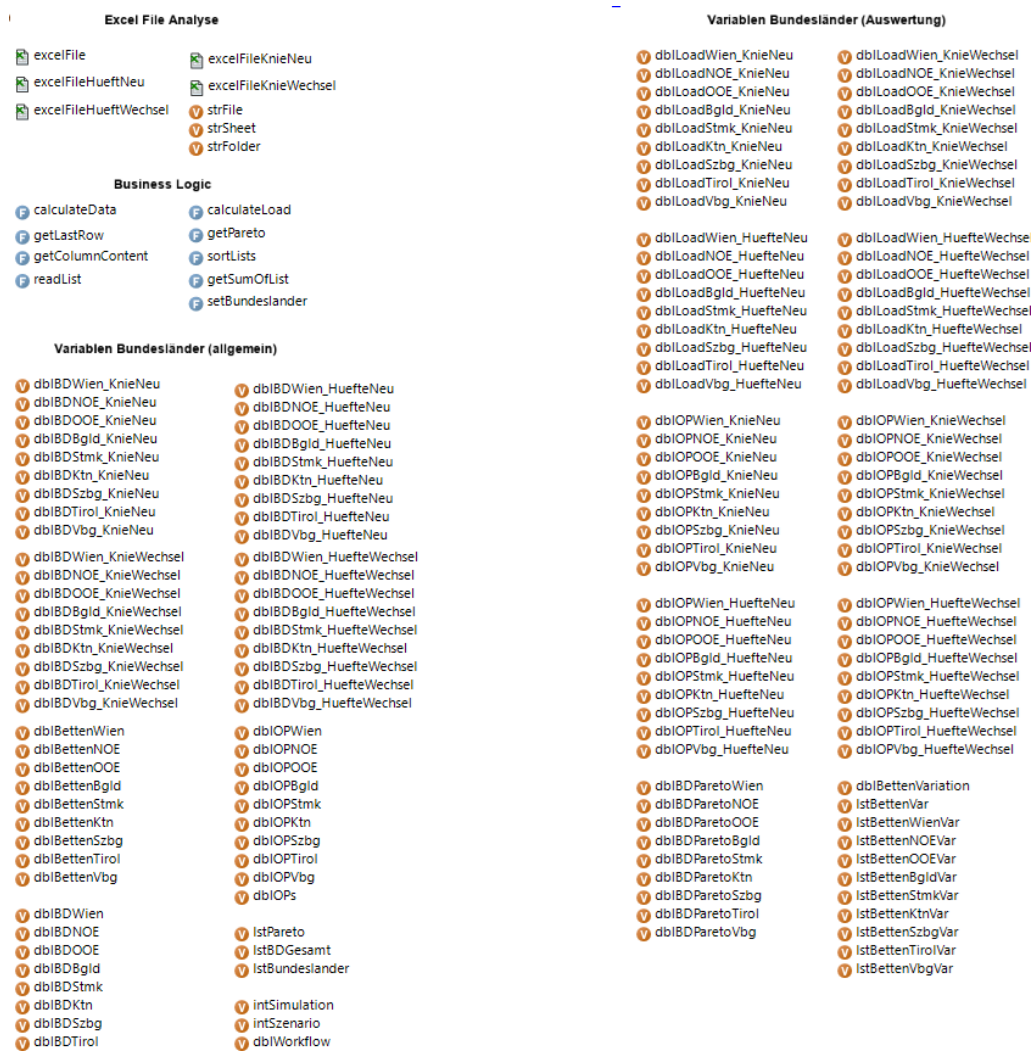 Excel File Analyse
excelFile
excelFileHueftNeu
excelFileHueftWechsel
excelFileKnieNeu
excelFileKnieWechsel
strFile
strSheet
strFolder
Business Logic
calculateData
getLastRow
getColumnContent
readList
calculateLoad
getPareto
sortLists
getSumOfList
setBundeslander
Variablen Bundesländer (allgemein)
dblBDWien_KnieNeu
dblBDNOE_KnieNeu
dblBDOOE_KnieNeu
dblBDBgld_KnieNeu
dblBDStmk_KnieNeu
dblBDKtn_KnieNeu
dblBDSzbg_KnieNeu
dblBDTirol_KnieNeu
dblBDVbg_KnieNeu
dblBDWien_HuefteNeu
dblBDNOE_HuefteNeu
dblBDOOE_HuefteNeu
dblBDBgld_HuefteNeu
dblBDStmk_HuefteNeu
dblBDKtn_HuefteNeu
dblBDSzbg_HuefteNeu
dblBDTirol_HuefteNeu
dblBDVbg_HuefteNeu
dblBDWien_KnieWechsel
dblBDNOE_KnieWechsel
dblBDOOE_KnieWechsel
dblBDBgld_KnieWechsel
dblBDStmk_KnieWechsel
dblBDKtn_KnieWechsel
dblBDSzbg_KnieWechsel
dblBDTirol_KnieWechsel
dblBDVbg_KnieWechsel
dblBDWien_HuefteWechsel
dblBDNOE_HuefteWechsel
dblBDOOE_HuefteWechsel
dblBDBgld_HuefteWechsel
dblBDStmk_HuefteWechsel
dblBDKtn_HuefteWechsel
dblBDSzbg_HuefteWechsel
dblBDTirol_HuefteWechsel
dblBDVbg_HuefteWechsel
dblBettenWien
dblBettenNOE
dblBettenOOE
dblBettenBgld
dblBettenStmk
dblBettenKtn
dblBettenSzbg
dblBettenTirol
dblBettenVbg
dblOPWien
dblOPNOE
dblOPOOE
dblOPBgld
dblOPStmk
dblOPKtn
dblOPSzbg
dblOPTirol
dblOPVbg
dblOPs
dblBDWien
dblBDNOE
dblBDOOE
dblBDBgld
dblBDStmk
dblBDKtn
dblBDSzbg
dblBDTirol
lstPareto
lstBDGesamt
lstBundeslander
intSimulation
intSzenario
dblWorkflow
Variablen Bundesländer (Auswertung)
dblLoadWien_KnieNeu
dblLoadNOE_KnieNeu
dblLoadOOE_KnieNeu
dblLoadBgld_KnieNeu
dblLoadStmk_KnieNeu
dblLoadKtn_KnieNeu
dblLoadSzbg_KnieNeu
dblLoadTirol_KnieNeu
dblLoadVbg_KnieNeu
dblLoadWien_KnieWechsel
dblLoadNOE_KnieWechsel
dblLoadOOE_KnieWechsel
dblLoadBgld_KnieWechsel
dblLoadStmk_KnieWechsel
dblLoadKtn_KnieWechsel
dblLoadSzbg_KnieWechsel
dblLoadTirol_KnieWechsel
dblLoadVbg_KnieWechsel
dblLoadWien_HuefteNeu
dblLoadNOE_HuefteNeu
dblLoadOOE_HuefteNeu
dblLoadBgld_HuefteNeu
dblLoadStmk_HuefteNeu
dblLoadKtn_HuefteNeu
dblLoadSzbg_HuefteNeu
dblLoadTirol_HuefteNeu
dblLoadVbg_HuefteNeu
dblLoadWien_HuefteWechsel
dblLoadNOE_HuefteWechsel
dblLoadOOE_HuefteWechsel
dblLoadBgld_HuefteWechsel
dblLoadStmk_HuefteWechsel
dblLoadKtn_HuefteWechsel
dblLoadSzbg_HuefteWechsel
dblLoadTirol_HuefteWechsel
dblLoadVbg_HuefteWechsel
dblOPWien_KnieNeu
dblOPNOE_KnieNeu
dblOPOOE_KnieNeu
dblOPBgld_KnieNeu
dblOPStmk_KnieNeu
dblOPKtn_KnieNeu
dblOPSzbg_KnieNeu
dblOPTirol_KnieNeu
dblOPVbg_KnieNeu
dblOPWien_KnieWechsel
dblOPNOE_KnieWechsel
dblOPOOE_KnieWechsel
dblOPBgld_KnieWechsel
dblOPStmk_KnieWechsel
dblOPKtn_KnieWechsel
dblOPSzbg_KnieWechsel
dblOPTirol_KnieWechsel
dblOPVbg_KnieWechsel
dblOPWien_HuefteNeu
dblOPNOE_HuefteNeu
dblOPOOE_HuefteNeu
dblOPBgld_HuefteNeu
dblOPStmk_HuefteNeu
dblOPKtn_HuefteNeu
dblOPSzbg_HuefteNeu
dblOPTirol_HuefteNeu
dblOPVbg_HuefteNeu
dblOPWien_HuefteWechsel
dblOPNOE_HuefteWechsel
dblOPOOE_HuefteWechsel
dblOPBgld_HuefteWechsel
dblOPStmk_HuefteWechsel
dblOPKtn_HuefteWechsel
dblOPSzbg_HuefteWechsel
dblOPTirol_HuefteWechsel
dblOPVbg_HuefteWechsel
dblBDParetoWien
dblBDParetoNOE
dblBDParetoOOE
dblBDParetoBgld
dblBDParetoStmk
dblBDParetoKtn
dblBDParetoSzbg
dblBDParetoTirol
dblBDParetoVbg
dblBettenVariation
lstBettenVar
lstBettenWienVar
lstBettenNOEVar
lstBettenOOEVar
lstBettenBgldVar
lstBettenStmkVar
lstBettenKtnVar
lstBettenSzbgVar
lstBettenTirolVar
lstBettenVbgVar